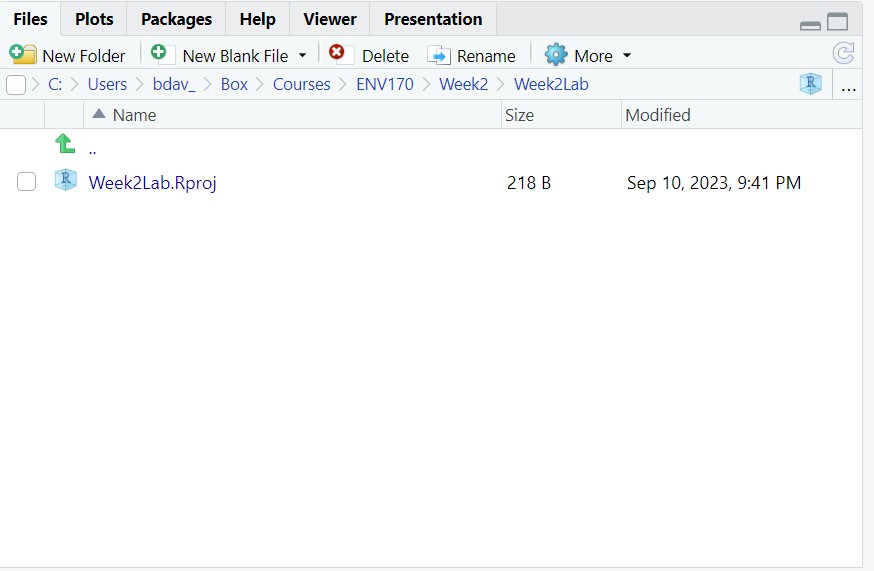 Files Plots Packages Help Viewer Presentation
New Folder New Blank File Delete Rename More
C: Users bdav_ Box Courses ENV170 Week2 Week2Lab R ...
Name Size Modified
..
R Week2Lab.Rproj 218 B Sep 10, 2023, 9:41 PM